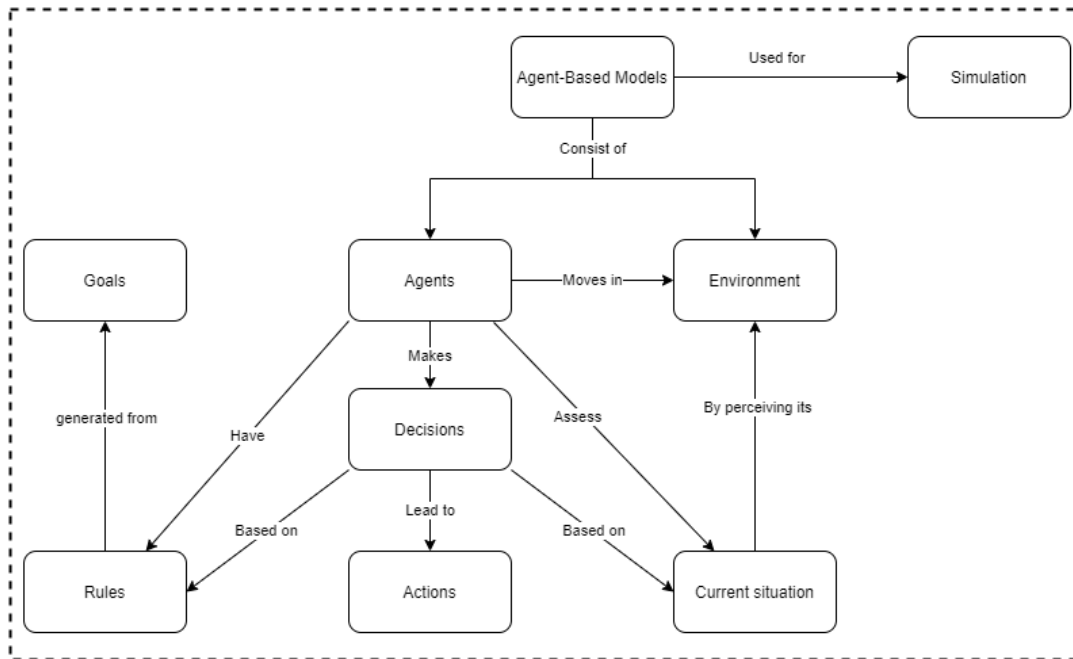 Used for
Agent-Based Models
Simulation
Consist of
Goals
Agents
Moves in
Environment
Makes
generated from
By perceiving its
Assess
Have
Decisions
Based on
Lead to
Based on
Rules
Actions
Current situation